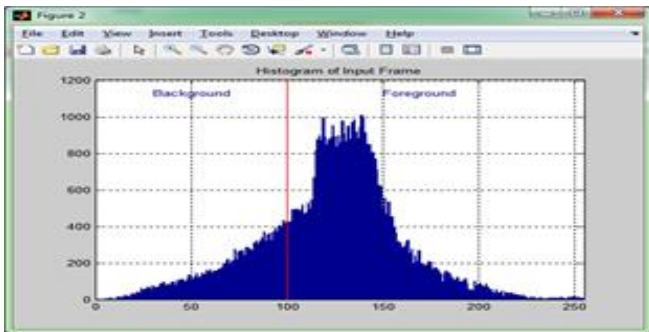 Figure 2
File Edit View Insert Tools Desktop Window Help
Histogram of Input Frame
Background Foreground
1200
1000
800
600
400
200
0
0 50 100 150 200 250